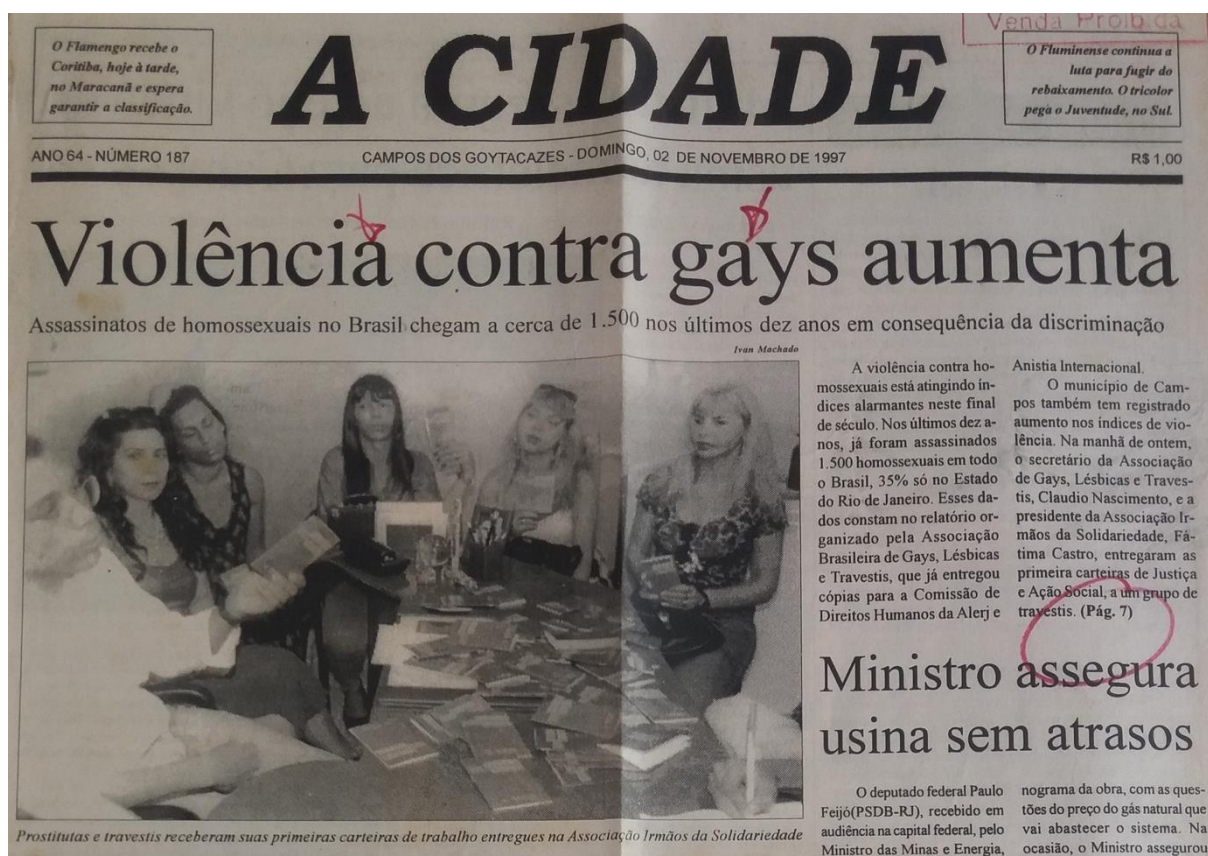 Venda Proibida
O Flamengo recebe o
Coritiba, hoje à tarde,
no Maracanã e espera
garantir a classificação.
A CIDADE
O Fluminense continua a
luta para fugir do
rebaixamento. O tricolor
pega o Juventude, no Sul.
ANO 64 - NÚMERO 187
CAMPOS DOS GOYTACAZES - DOMINGO, 02 DE NOVEMBRO DE 1997
R$ 1,00
Violência contra gays aumenta
Assassinatos de homossexuais no Brasil chegam a cerca de 1.500 nos últimos dez anos em consequência da discriminação
Ivan Machado
A violência contra ho-
mossexuais está atingindo ín-
dices alarmantes neste final
de século. Nos últimos dez a-
nos, já foram assassinados
1.500 homossexuais em todo
o Brasil, 35% só no Estado
do Rio de Janeiro. Esses da-
dos constam no relatório or-
ganizado pela Associação
Brasileira de Gays, Lésbicas
e Travestis, que já entregou
cópias para a Comissão de
Direitos Humanos da Alerj e
Anistia Internacional.
O município de Cam-
pos também tem registrado
aumento nos índices de vio-
lência. Na manhã de ontem,
o secretário da Associação
de Gays, Lésbicas e Traves-
tis, Claudio Nascimento, e a
presidente da Associação Ir-
mãos da Solidariedade, Fá-
tima Castro, entregaram as
primeira carteiras de Justiça
e Ação Social, a um grupo de
travestis. (Pág. 7)
Prostitutas e travestis receberam suas primeiras carteiras de trabalho entregues na Associação Irmãos da Solidariedade
Ministro assegura
usina sem atrasos
O deputado federal Paulo
Feijó(PSDB-RJ), recebido em
audiência na capital federal, pelo
Ministro das Minas e Energia,
nograma da obra, com as ques-
tões do preço do gás natural que
vai abastecer o sistema. Na
ocasião, o Ministro assegurou